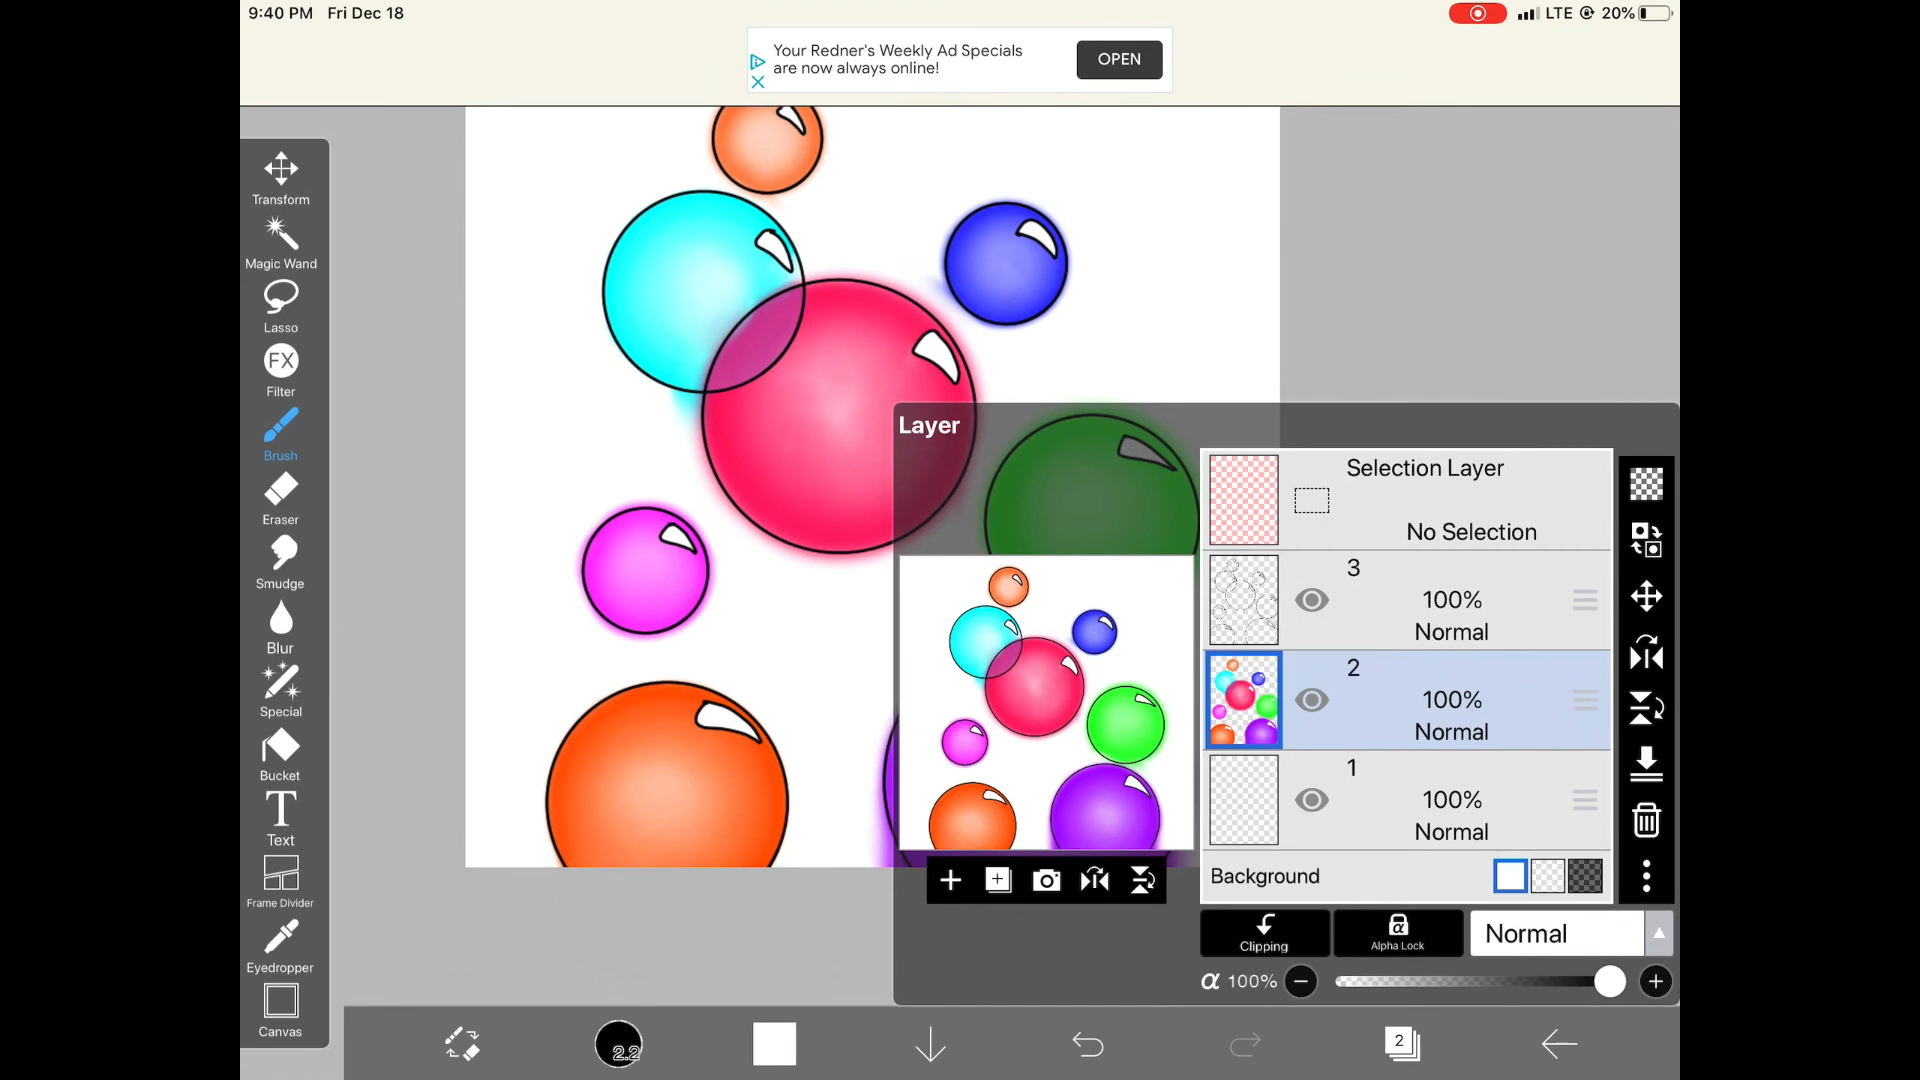 9:40 PM Fri Dec 18
LTE 20%
Your Redner's Weekly Ad Specials
are now always online!
OPEN
Transform
Magic Wand
Lasso
FX
Filter
Brush
Eraser
Smudge
Blur
Special
Bucket
T
Text
Frame Divider
Eyedropper
Canvas
Layer
Selection Layer
No Selection
3
100%
Normal
2
100%
Normal
1
100%
Normal
Background
Clipping
α
Alpha Lock
Normal
α 100%
2.2
2